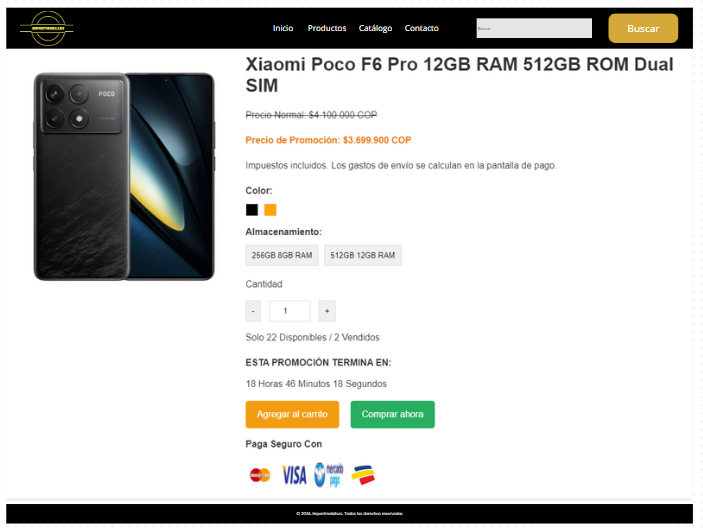 Inicio Productos Catálogo Contacto Buscar Buscar
Xiaomi Poco F6 Pro 12GB RAM 512GB ROM Dual
SIM
POCO
Precio Normal: $4.100.000 COP
Precio de Promoción: $3.699.900 COP
Impuestos incluidos. Los gastos de envío se calculan en la pantalla de pago.
Color:
Almacenamiento:
256GB 8GB RAM 512GB 12GB RAM
Cantidad
- 1 +
Solo 22 Disponibles / 2 Vendidos
ESTA PROMOCIÓN TERMINA EN:
18 Horas 46 Minutos 18 Segundos
Agregar al carrito Comprar ahora
Paga Seguro Con
VISA mercado
pago
© 2024, Importmobilsas. Todos los derechos reservados